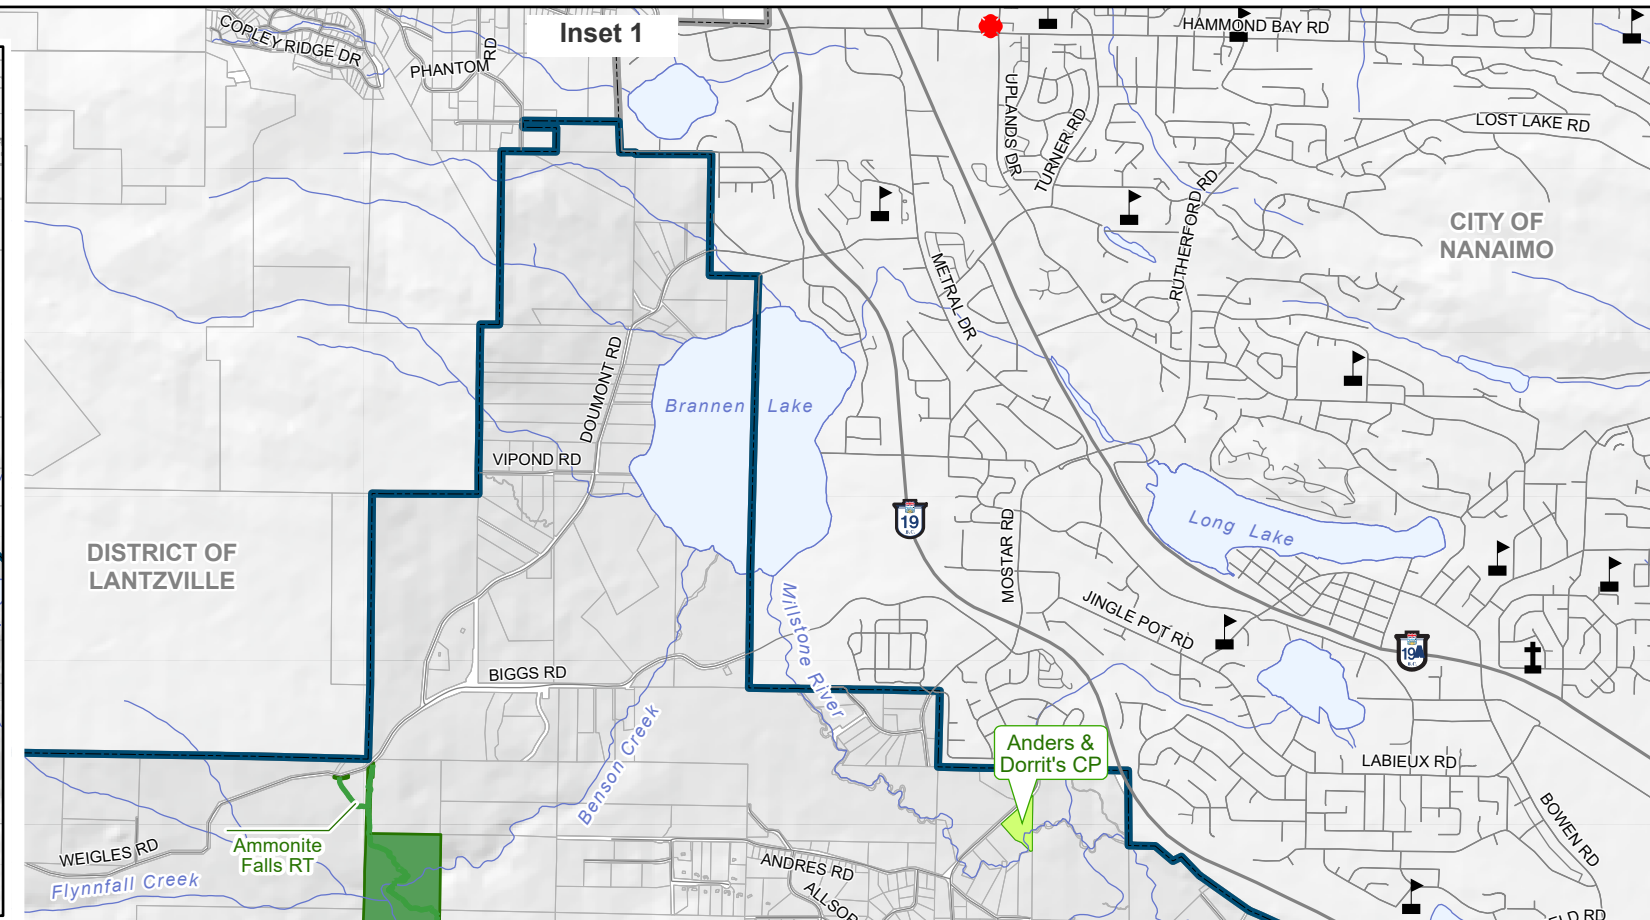 Inset 1
HAMMOND BAY RD
COPLEY RIDGE DR
PHANTOM
RD
UPLANDS DR
TURNER RD
LOST LAKE RD
RUTHERFORD RD
CITY OF
NANAIMO
METRAL DR
DOUMONT RD
Brannen Lake
VIPOND RD
19
B.C.
Long Lake
MOSTAR RD
DISTRICT OF
LANTZVILLE
Millstone River
JINGLE POT RD
19A
B.C.
BIGGS RD
Benson Creek
Anders &
Dorrit's CP
LABIEUX RD
BOWEN RD
WEIGLES RD
Ammonite
Falls RT
ANDRES RD
Flynnfall Creek